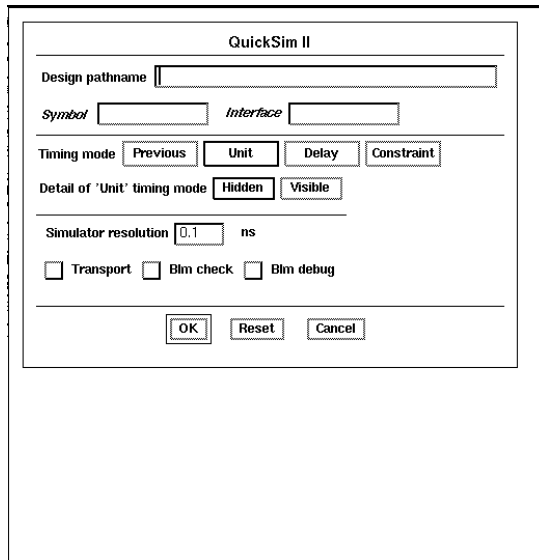 QuickSim II
Design pathname
Symbol Interface
Timing mode Previous Unit Delay Constraint
Detail of 'Unit' timing mode Hidden Visible
Simulator resolution 0.1 ns
Transport Blm check Blm debug
OK Reset Cancel